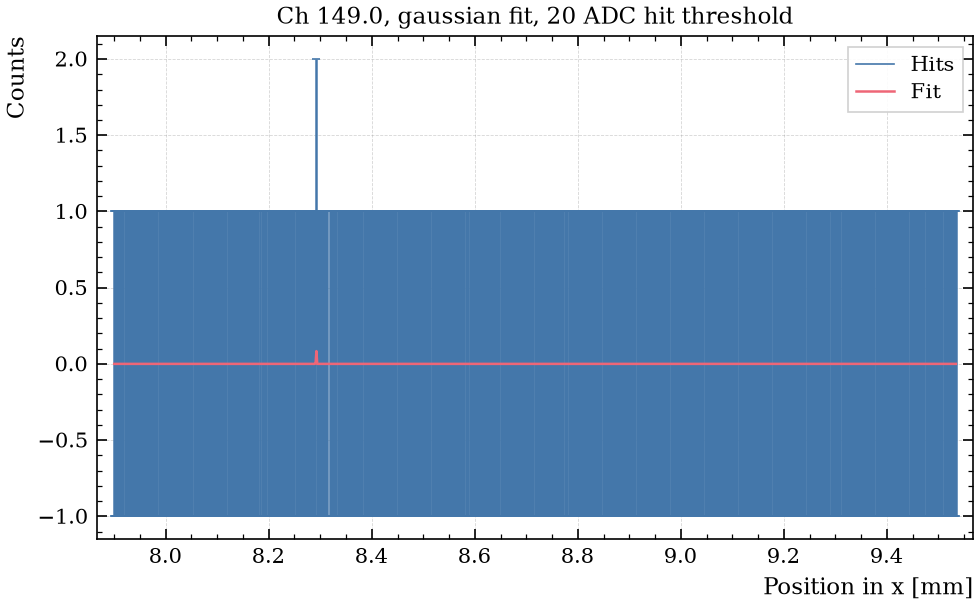 Ch 149.0, gaussian fit, 20 ADC hit threshold
Counts
2.0
1.5
1.0
0.5
0.0
−0.5
−1.0
Hits
Fit
8.0 8.2 8.4 8.6 8.8 9.0 9.2 9.4
Position in x [mm]